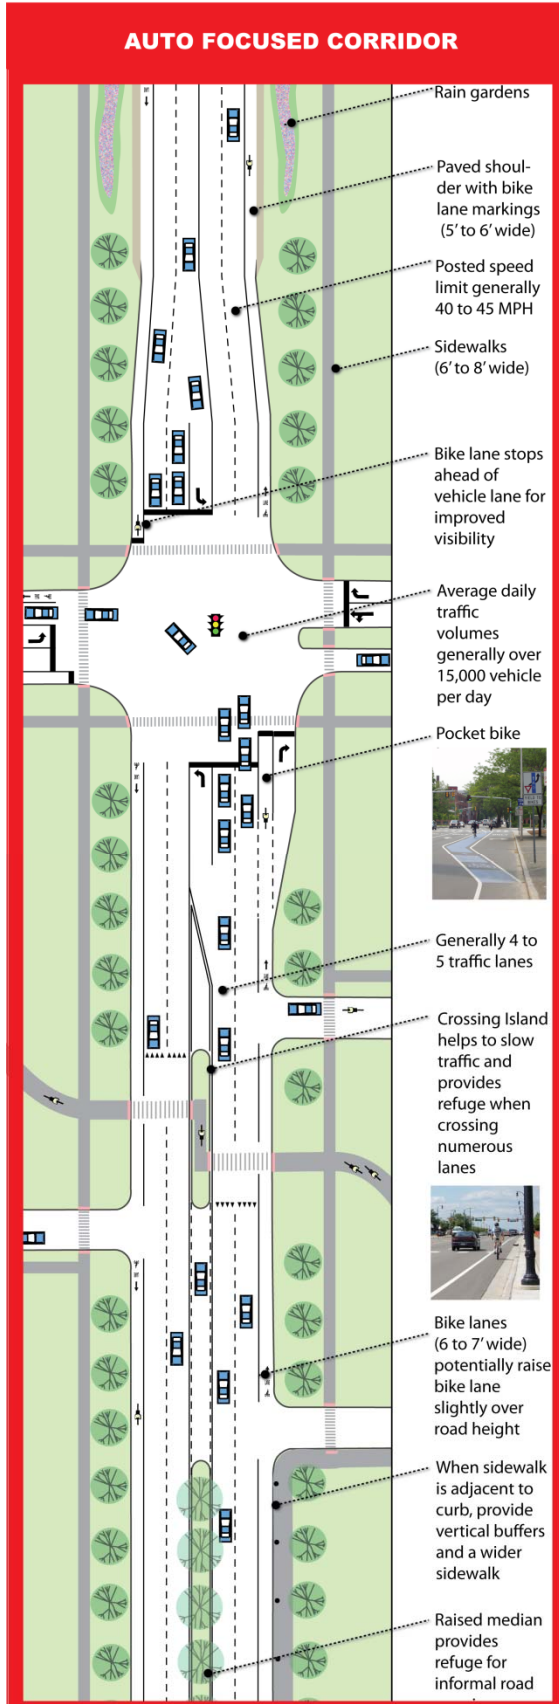 AUTO FOCUSED CORRIDOR
Rain gardens
Paved shoul-
der with bike
lane markings
(5' to 6' wide)
Posted speed
limit generally
40 to 45 MPH
Sidewalks
(6' to 8' wide)
Bike lane stops
ahead of
vehicle lane for
improved
visibility
Average daily
traffic
volumes
generally over
15,000 vehicle
per day
Pocket bike
Generally 4 to
5 traffic lanes
Crossing Island
helps to slow
traffic and
provides
refuge when
crossing
numerous
lanes
Bike lanes
(6 to 7' wide)
potentially raise
bike lane
slightly over
road height
When sidewalk
is adjacent to
curb, provide
vertical buffers
and a wider
sidewalk
Raised median
provides
refuge for
informal road